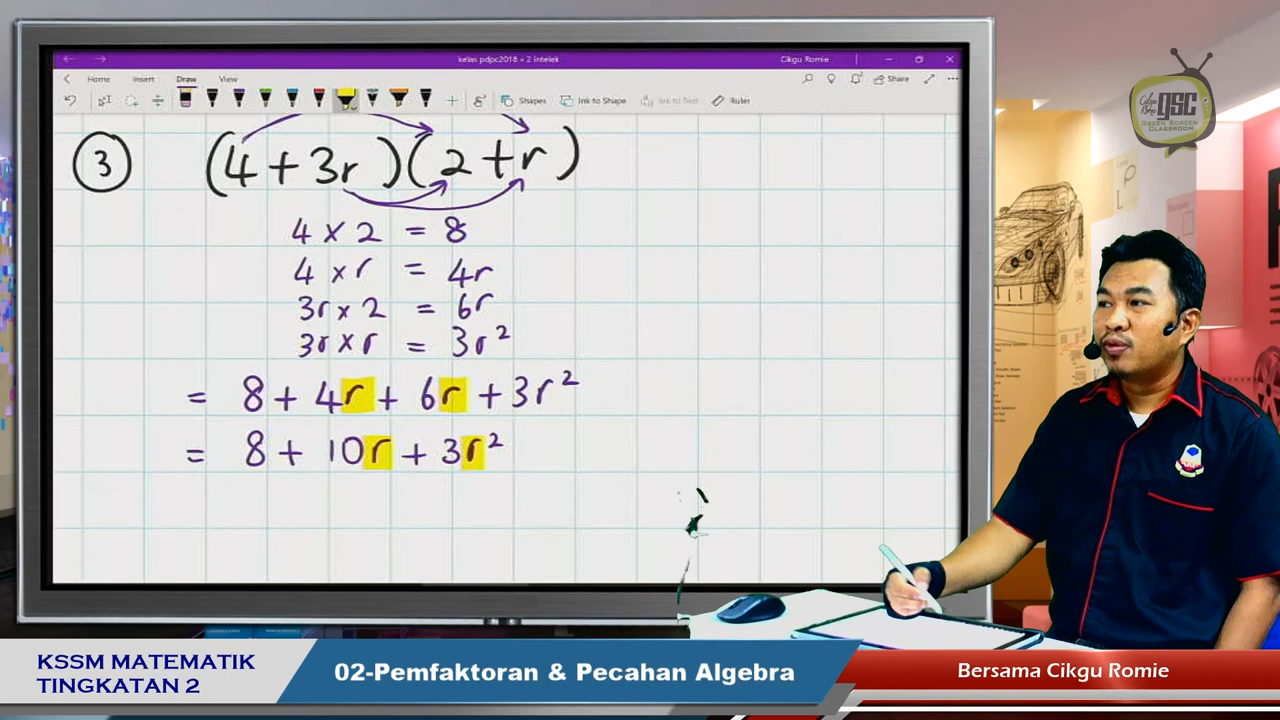 kelas pdpc2018 » 2 intelek
Cikgu Romie
Home Insert Draw View
Share
Shapes Ink to Shape Ink to Text Ruler
Cikgu Romie GSC
GREEN SCREEN
CLASSROOM
3 (4 + 3r)(2 + r)
4 × 2 = 8
4 × r = 4r
3r × 2 = 6r
3r × r = 3r²
= 8 + 4r + 6r + 3r²
= 8 + 10r + 3r²
KSSM MATEMATIK
TINGKATAN 2
02-Pemfaktoran & Pecahan Algebra
Bersama Cikgu Romie